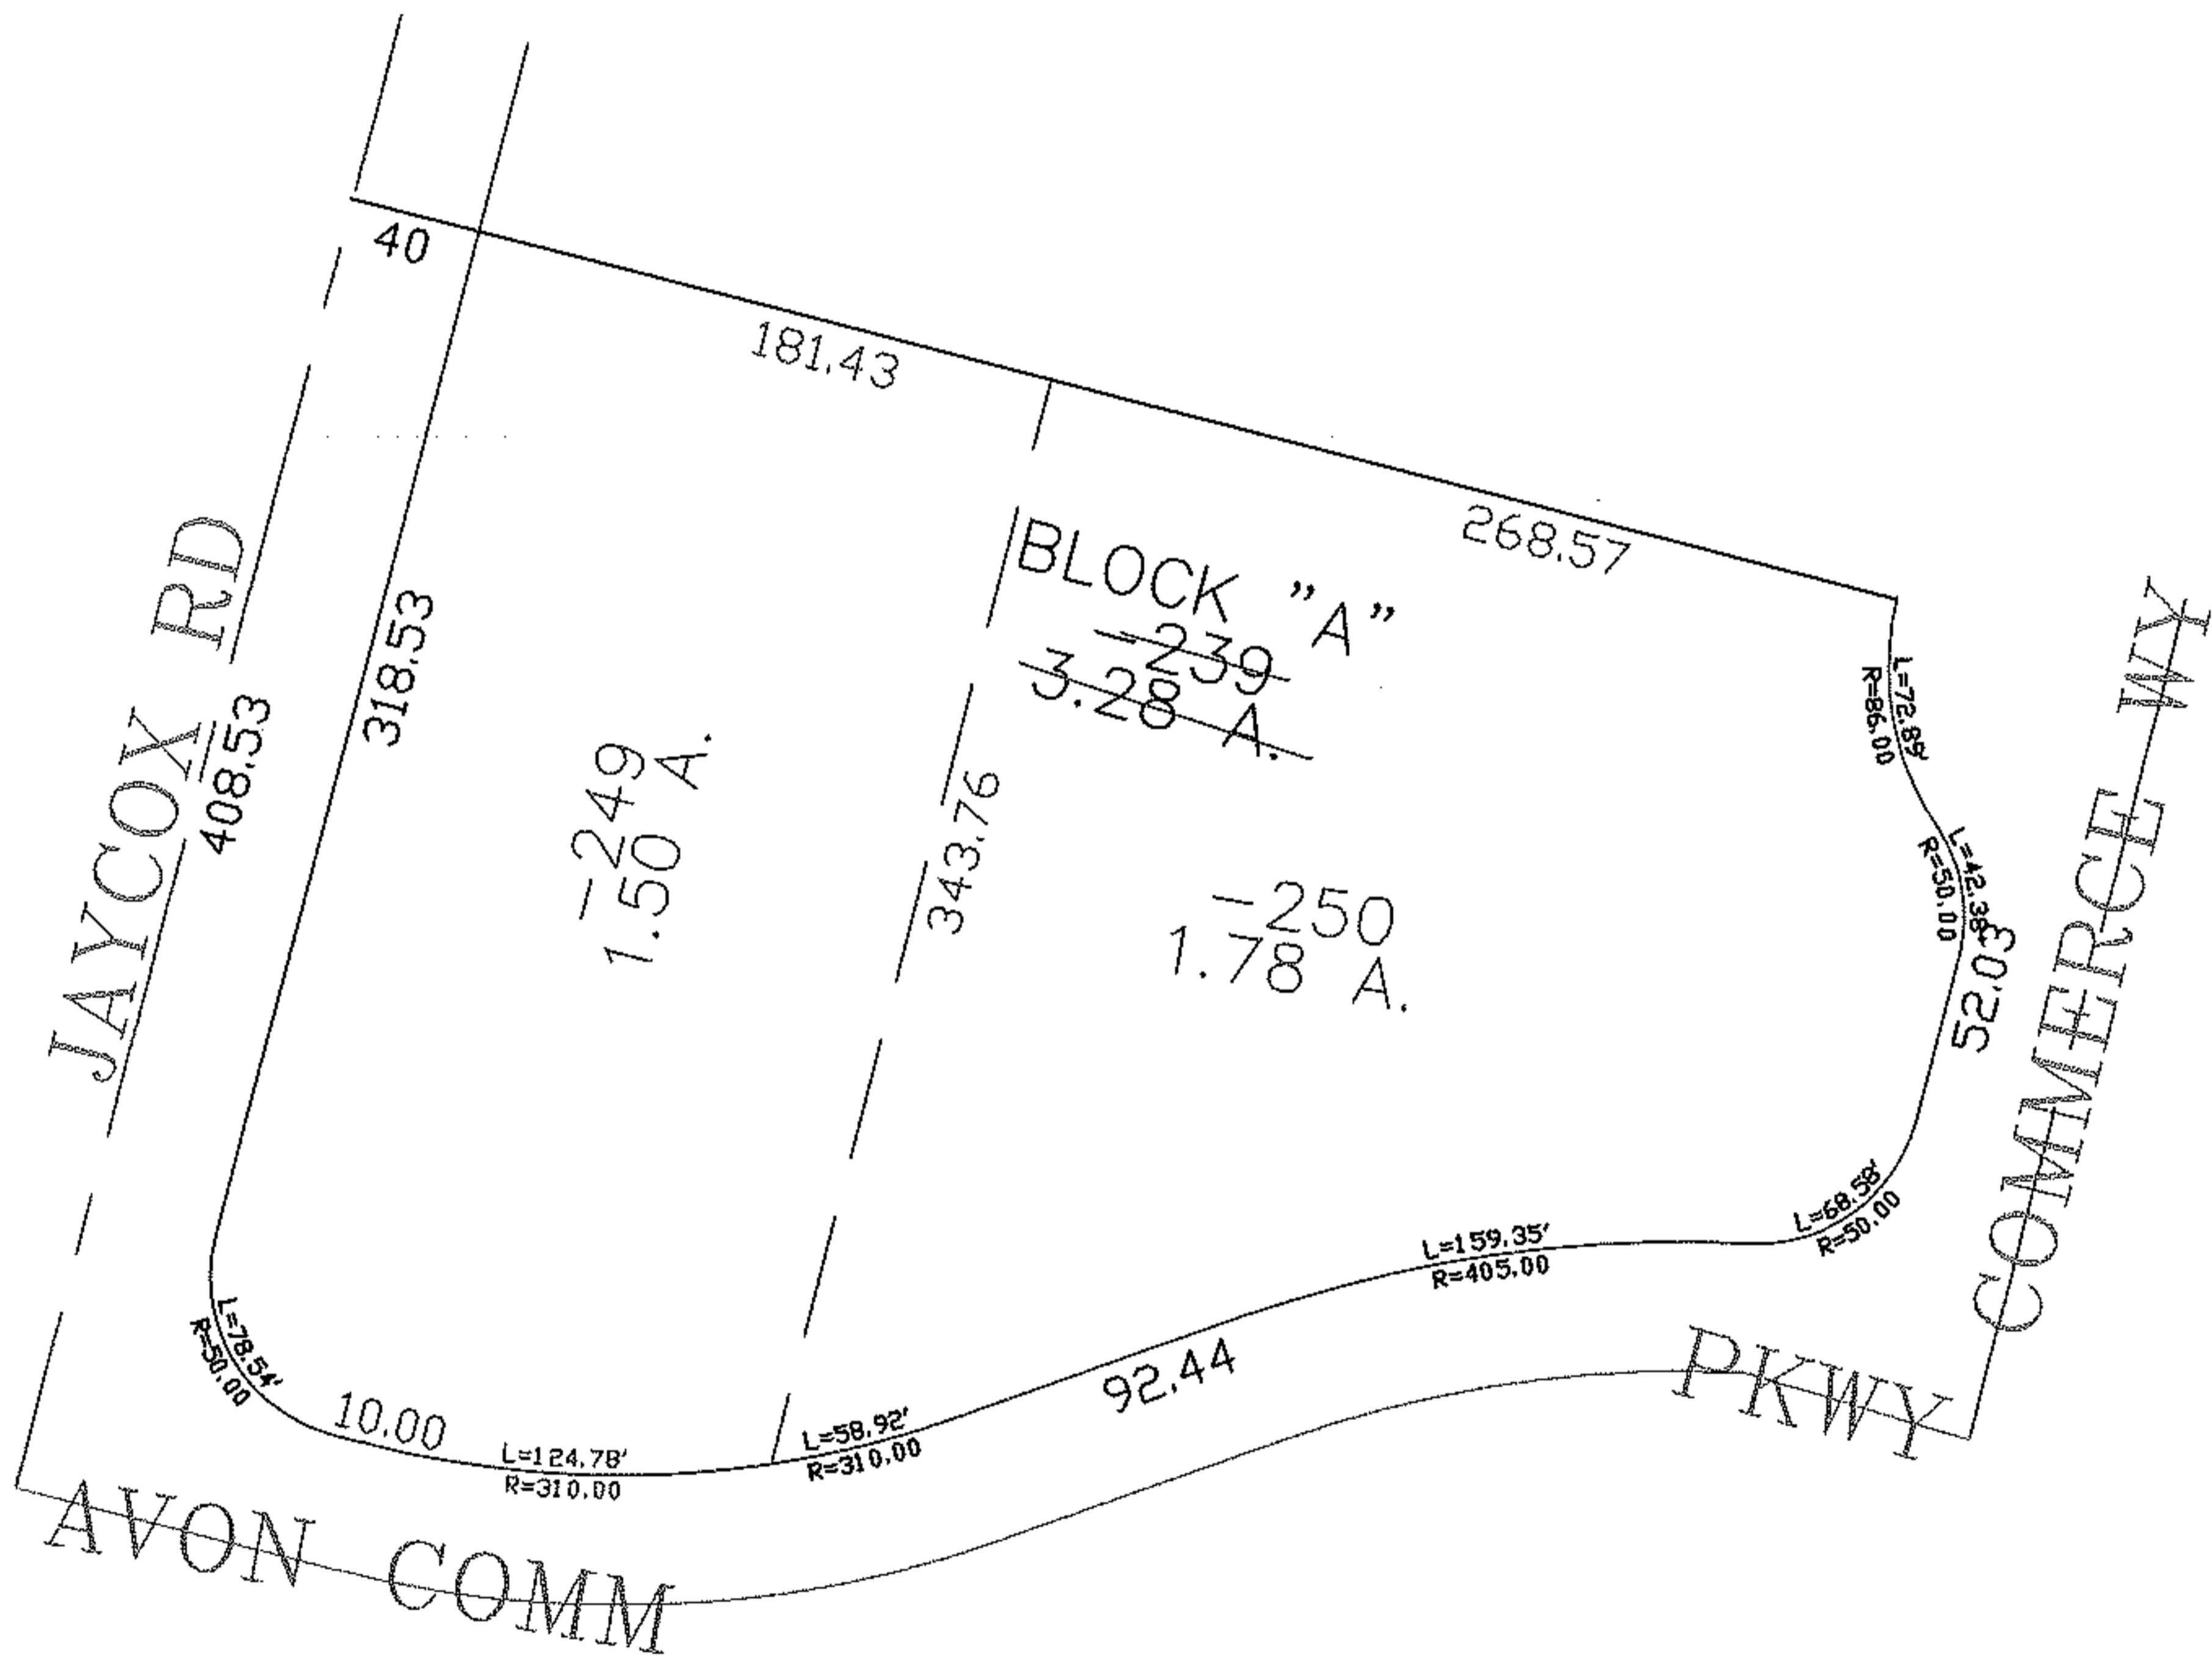 40
181.43
268.57
JAYCOX RD
408.53
318.53
BLOCK "A"
-239
3.28 A.
-249
1.50 A.
343.76
-250
1.78 A.
L=72.89'
R=86.00
L=42.38'
R=50.00
52.03
COMMERCE WY
L=68.58'
R=50.00
L=159.35'
R=405.00
92.44
L=58.92'
R=310.00
L=124.78'
R=310.00
10.00
L=78.54'
R=50.00
AVON COMM PKWY